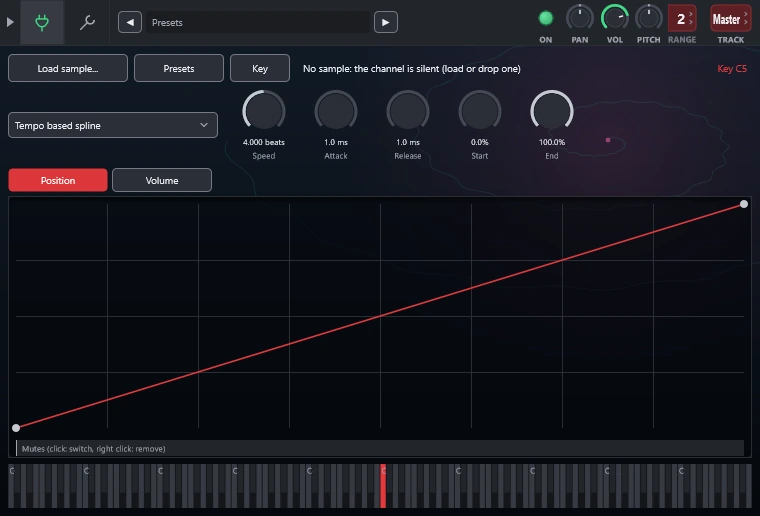 Presets
2
Master
ON
PAN
VOL
PITCH
RANGE
TRACK
Load sample...
Presets
Key
No sample: the channel is silent (load or drop one)
Key C5
Tempo based spline
4.000 beats
1.0 ms
1.0 ms
0.0%
100.0%
Speed
Attack
Release
Start
End
Position
Volume
Mutes (click: switch, right click: remove)
C
C
C
C
C
C
C
C
C
C